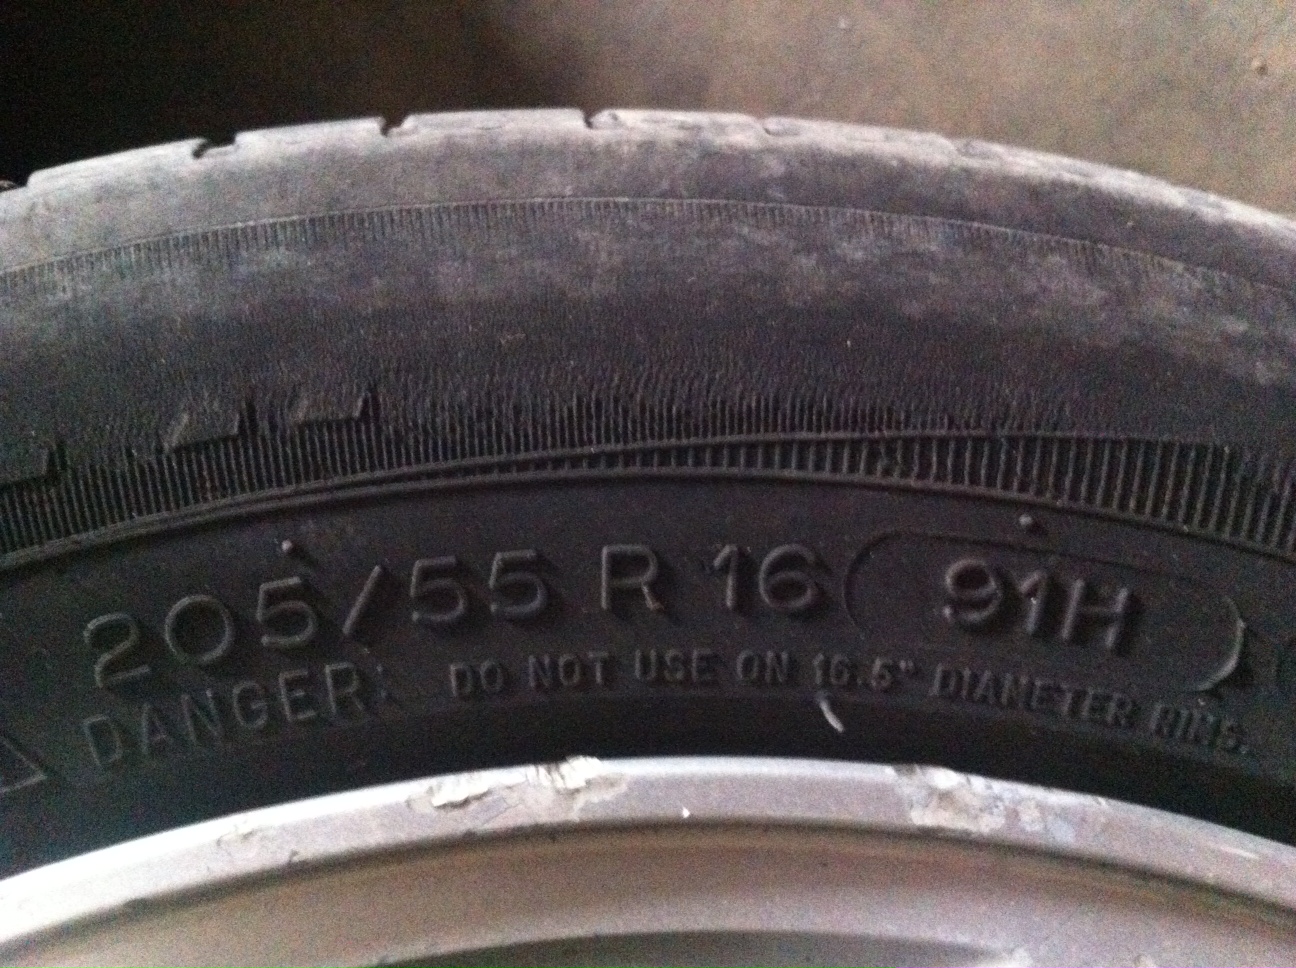 205/55 R 16 91H
DANGER: DO NOT USE ON 16.5" DIAMETER RIMS.